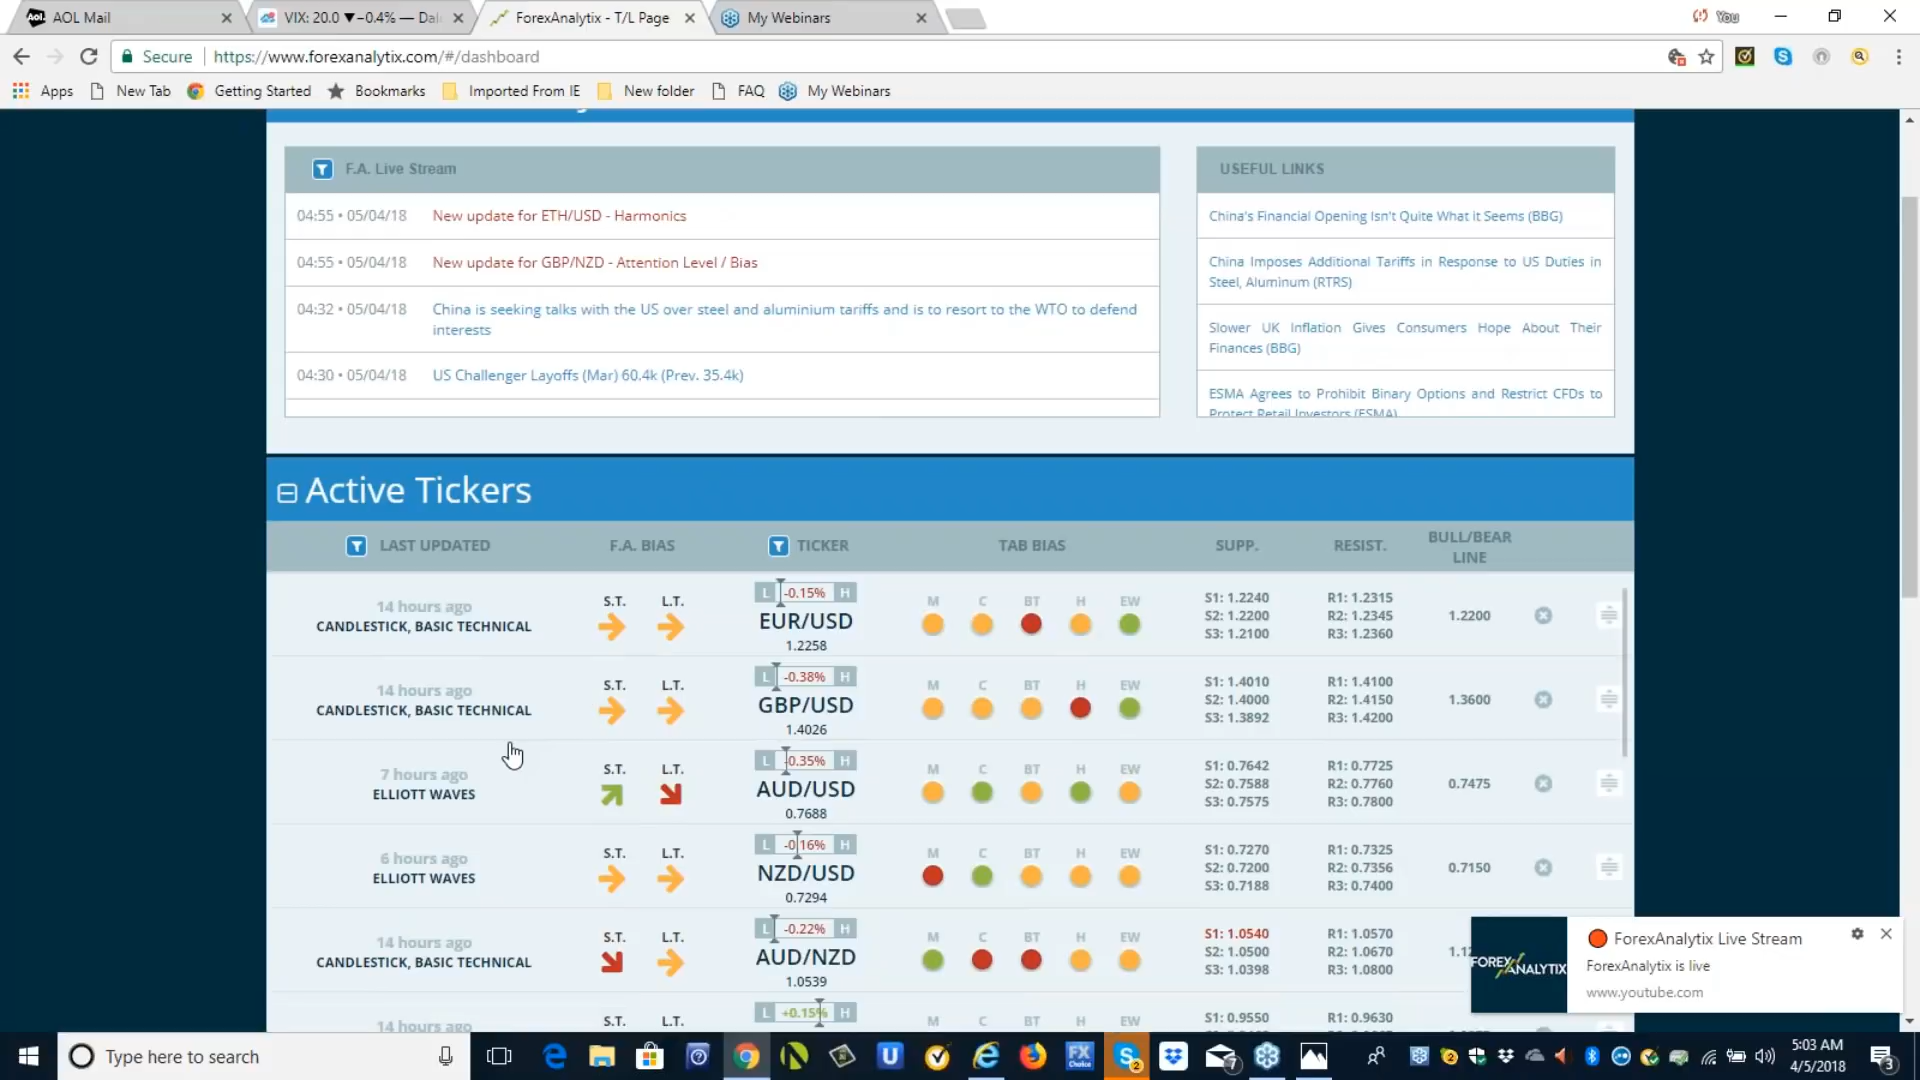 AOL Mail
VIX: 20.0 ▼−0.4% — Dal
ForexAnalytix - T/L Page
My Webinars
You
Secure
https://www.forexanalytix.com/#/dashboard
Apps
New Tab
Getting Started
Bookmarks
Imported From IE
New folder
FAQ
My Webinars
F.A. Live Stream
04:55 • 05/04/18 New update for ETH/USD - Harmonics
04:55 • 05/04/18 New update for GBP/NZD - Attention Level / Bias
04:32 • 05/04/18 China is seeking talks with the US over steel and aluminium tariffs and is to resort to the WTO to defend
interests
04:30 • 05/04/18 US Challenger Layoffs (Mar) 60.4k (Prev. 35.4k)
USEFUL LINKS
China's Financial Opening Isn't Quite What it Seems (BBG)
China Imposes Additional Tariffs in Response to US Duties in
Steel, Aluminum (RTRS)
Slower UK Inflation Gives Consumers Hope About Their
Finances (BBG)
ESMA Agrees to Prohibit Binary Options and Restrict CFDs to
Protect Retail Investors (ESMA)
Active Tickers
LAST UPDATED F.A. BIAS TICKER TAB BIAS SUPP. RESIST. BULL/BEAR
LINE
14 hours ago
CANDLESTICK, BASIC TECHNICAL
S.T. L.T.
L -0.15% H
EUR/USD
1.2258
M C BT H EW
S1: 1.2240
S2: 1.2200
S3: 1.2100
R1: 1.2315
R2: 1.2345
R3: 1.2360
1.2200
14 hours ago
CANDLESTICK, BASIC TECHNICAL
S.T. L.T.
L -0.38% H
GBP/USD
1.4026
M C BT H EW
S1: 1.4010
S2: 1.4000
S3: 1.3892
R1: 1.4100
R2: 1.4150
R3: 1.4200
1.3600
7 hours ago
ELLIOTT WAVES
S.T. L.T.
L -0.35% H
AUD/USD
0.7688
M C BT H EW
S1: 0.7642
S2: 0.7588
S3: 0.7575
R1: 0.7725
R2: 0.7760
R3: 0.7800
0.7475
6 hours ago
ELLIOTT WAVES
S.T. L.T.
L -0.16% H
NZD/USD
0.7294
M C BT H EW
S1: 0.7270
S2: 0.7200
S3: 0.7188
R1: 0.7325
R2: 0.7356
R3: 0.7400
0.7150
14 hours ago
CANDLESTICK, BASIC TECHNICAL
S.T. L.T.
L -0.22% H
AUD/NZD
1.0539
M C BT H EW
S1: 1.0540
S2: 1.0500
S3: 1.0398
R1: 1.0570
R2: 1.0670
R3: 1.0800
14 hours ago
S.T. L.T.
L +0.15% H
M C BT H EW
S1: 0.9550
R1: 0.9630
FOREXANALYTIX
ForexAnalytix Live Stream
ForexAnalytix is live
www.youtube.com
Type here to search
FX
Choice
5:03 AM
4/5/2018